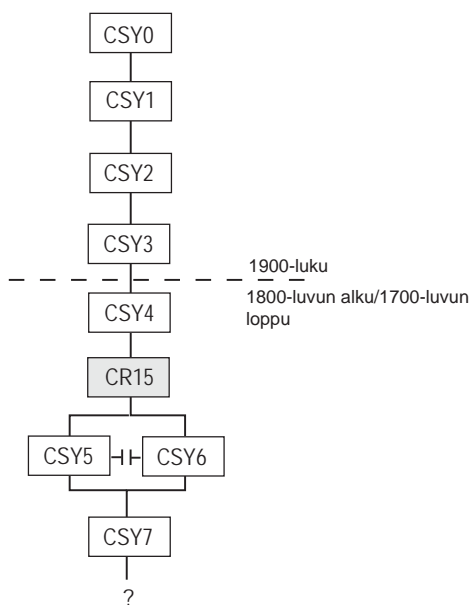 CSY0
CSY1
CSY2
CSY3
1900-luku
1800-luvun alku/1700-luvun
loppu
CSY4
CR15
CSY5 CSY6
CSY7
?